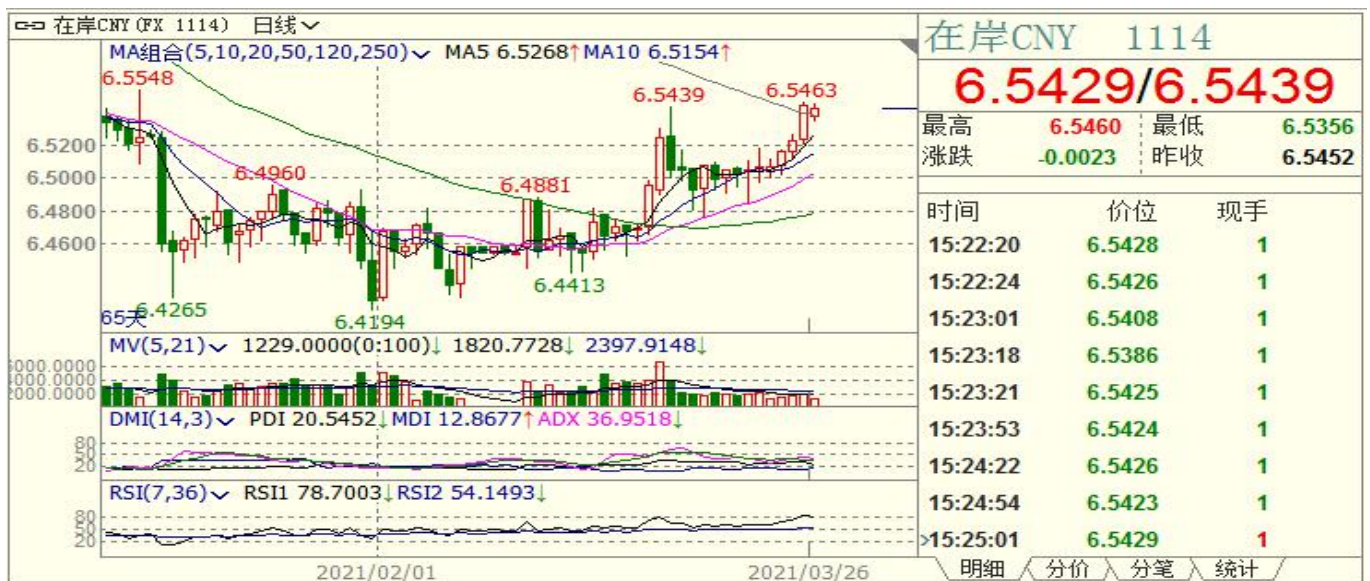 在岸CNY(FX 1114) 日线
MA组合(5,10,20,50,120,250) MA5 6.5268↑MA10 6.5154↑
6.5548
6.5439
6.5463
6.5200
6.4960
6.5000
6.4881
6.4800
6.4600
6.4413
65天
6.4265
6.4194
MV(5,21) 1229.0000(0:100)↓ 1820.7728↓ 2397.9148↓
4000.0000
2000.0000
DMI(14,3) PDI 20.5452↓MDI 12.8677↑ADX 36.9518↓
80
50
20
RSI(7,36) RSI1 78.7003↓RSI2 54.1493↓
80
50
20
2021/02/01 2021/03/26
在岸CNY 1114
6.5429/6.5439
最高 6.5460 最低 6.5356
涨跌 -0.0023 昨收 6.5452
时间 价位 现手
15:22:20 6.5428 1
15:22:24 6.5426 1
15:23:01 6.5408 1
15:23:18 6.5386 1
15:23:21 6.5425 1
15:23:53 6.5424 1
15:24:22 6.5426 1
15:24:54 6.5423 1
>15:25:01 6.5429 1
明细 分价 分笔 统计